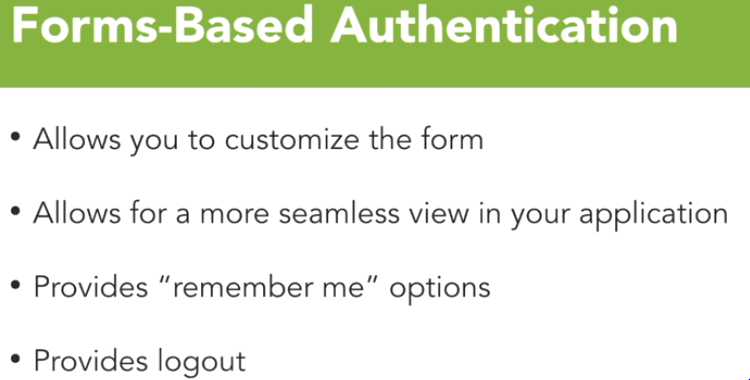 Forms-Based Authentication
• Allows you to customize the form
• Allows for a more seamless view in your application
• Provides “remember me” options
• Provides logout